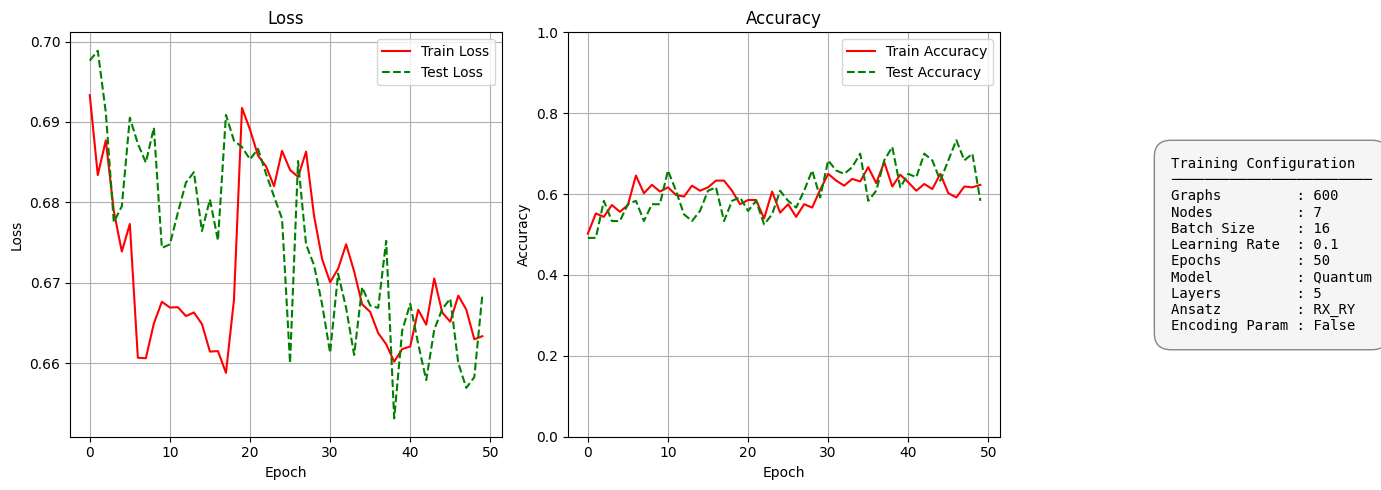 Loss
0.70
0.69
0.68
0.67
0.66
Loss
0 10 20 30 40 50
Epoch
Train Loss
Test Loss
Accuracy
1.0
0.8
0.6
0.4
0.2
0.0
Accuracy
0 10 20 30 40 50
Epoch
Train Accuracy
Test Accuracy
Training Configuration
Graphs : 600
Nodes : 7
Batch Size : 16
Learning Rate : 0.1
Epochs : 50
Model : Quantum
Layers : 5
Ansatz : RX_RY
Encoding Param : False